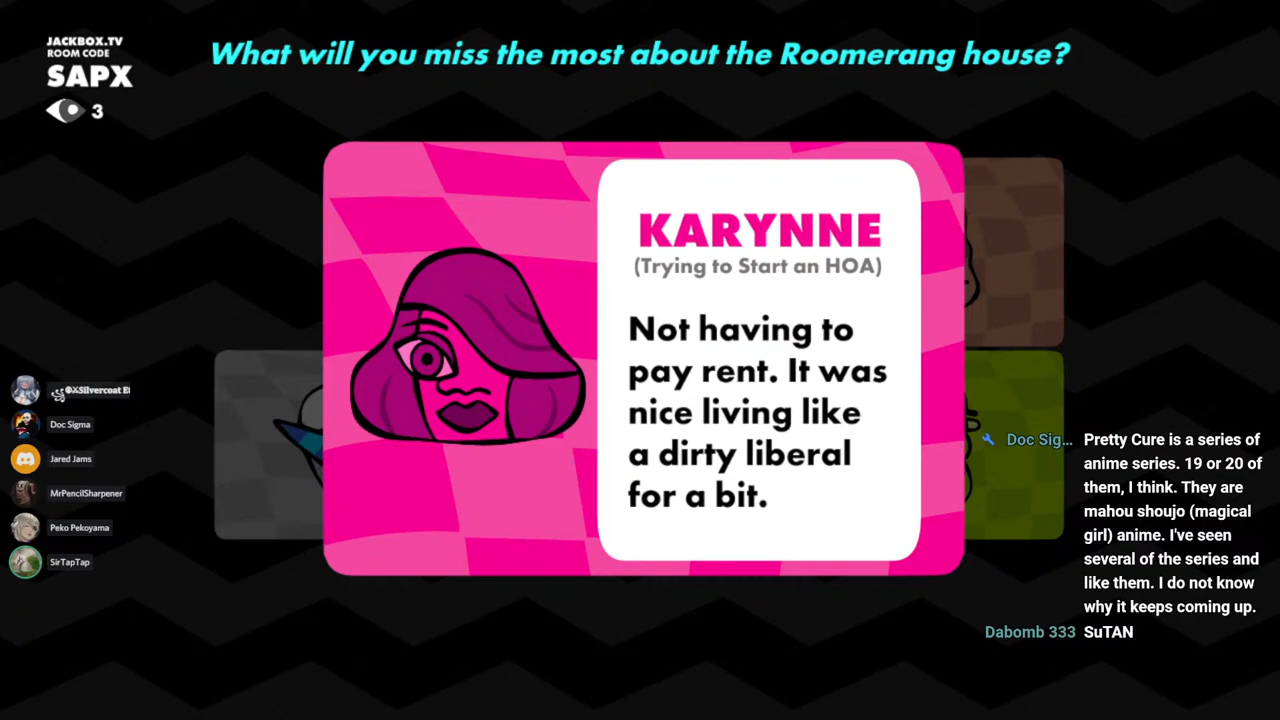 JACKBOX.TV
ROOM CODE
SAPX
3
What will you miss the most about the Roomerang house?
KARYNNE
(Trying to Start an HOA)
Not having to
pay rent. It was
nice living like
a dirty liberal
for a bit.
Silvercoat
Doc Sigma
Jared Jams
MrPencilSharpener
Peko Pekoyama
SirTapTap
Doc Sig... Pretty Cure is a series of
anime series. 19 or 20 of
them, I think. They are
mahou shoujo (magical
girl) anime. I've seen
several of the series and
like them. I do not know
why it keeps coming up.
Dabomb 333 SuTAN